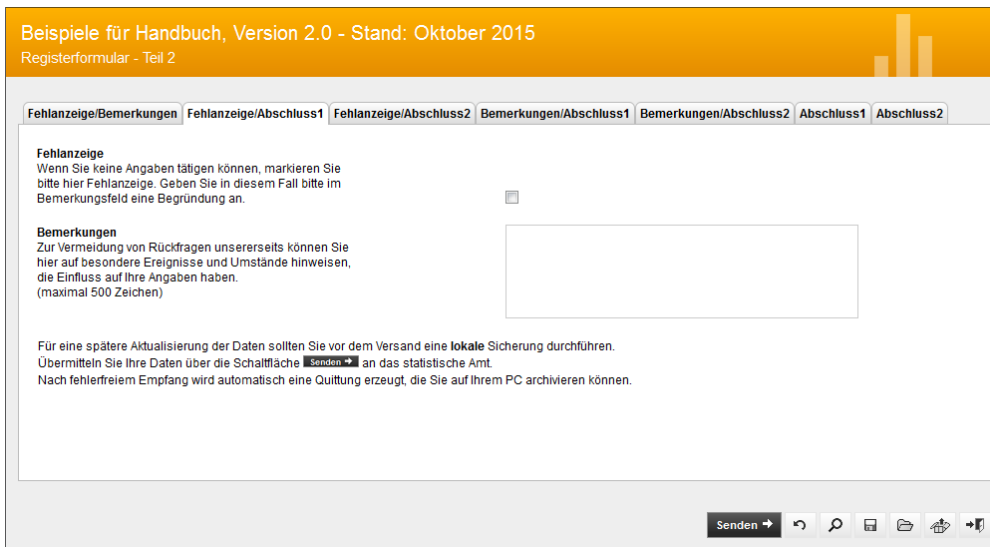 Beispiele für Handbuch, Version 2.0 - Stand: Oktober 2015
Registerformular - Teil 2
Fehlanzeige/Bemerkungen Fehlanzeige/Abschluss1 Fehlanzeige/Abschluss2 Bemerkungen/Abschluss1 Bemerkungen/Abschluss2 Abschluss1 Abschluss2
Fehlanzeige
Wenn Sie keine Angaben tätigen können, markieren Sie
bitte hier Fehlanzeige. Geben Sie in diesem Fall bitte im
Bemerkungsfeld eine Begründung an.
Bemerkungen
Zur Vermeidung von Rückfragen unsererseits können Sie
hier auf besondere Ereignisse und Umstände hinweisen,
die Einfluss auf Ihre Angaben haben.
(maximal 500 Zeichen)
Für eine spätere Aktualisierung der Daten sollten Sie vor dem Versand eine lokale Sicherung durchführen.
Übermitteln Sie Ihre Daten über die Schaltfläche Senden an das statistische Amt.
Nach fehlerfreiem Empfang wird automatisch eine Quittung erzeugt, die Sie auf Ihrem PC archivieren können.
Senden